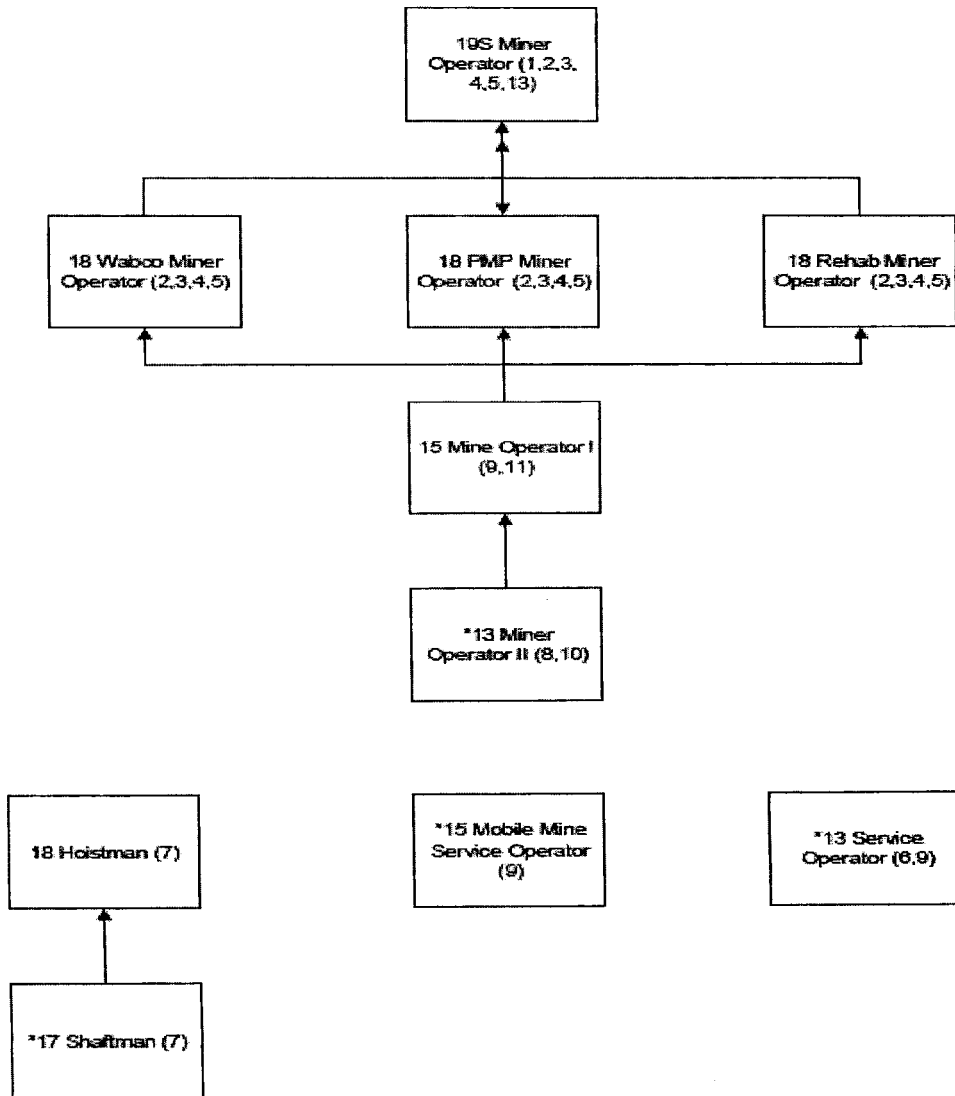 19S Miner
Operator (1,2,3,
4,5,13)
18 Wabco Miner
Operator (2,3,4,5)
18 PMP Miner
Operator (2,3,4,5)
18 Rehab Miner
Operator (2,3,4,5)
15 Mine Operator I
(9,11)
*13 Miner
Operator II (8,10)
18 Hoistman (7)
*15 Mobile Mine
Service Operator
(9)
*13 Service
Operator (6,9)
*17 Shaftman (7)